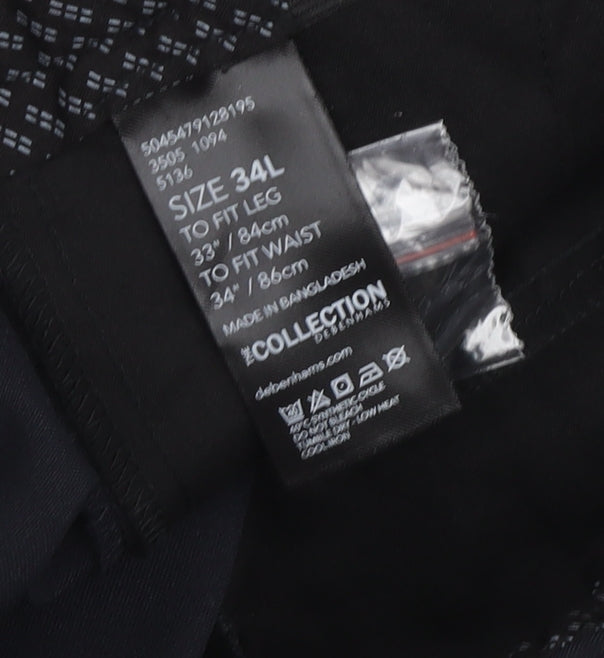 5045479128195
3505 1094
5136
SIZE 34L
TO FIT LEG
33" / 84cm
TO FIT WAIST
34" / 86cm
MADE IN BANGLADESH
THE COLLECTION
DEBENHAMS
debenhams.com
40°C SYNTHETIC CYCLE
DO NOT BLEACH
TUMBLE DRY - LOW HEAT
COOL IRON